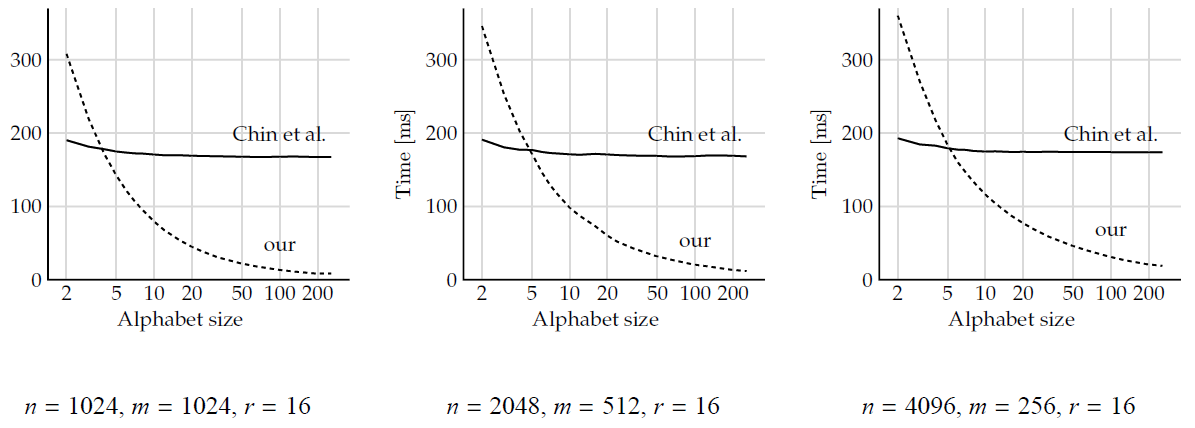 300
200
100
0
Chin et al.
our
2 5 10 20 50 100 200
Alphabet size
n = 1024, m = 1024, r = 16
Time [ms]
300
200
100
0
Chin et al.
our
2 5 10 20 50 100 200
Alphabet size
n = 2048, m = 512, r = 16
Time [ms]
300
200
100
0
Chin et al.
our
2 5 10 20 50 100 200
Alphabet size
n = 4096, m = 256, r = 16